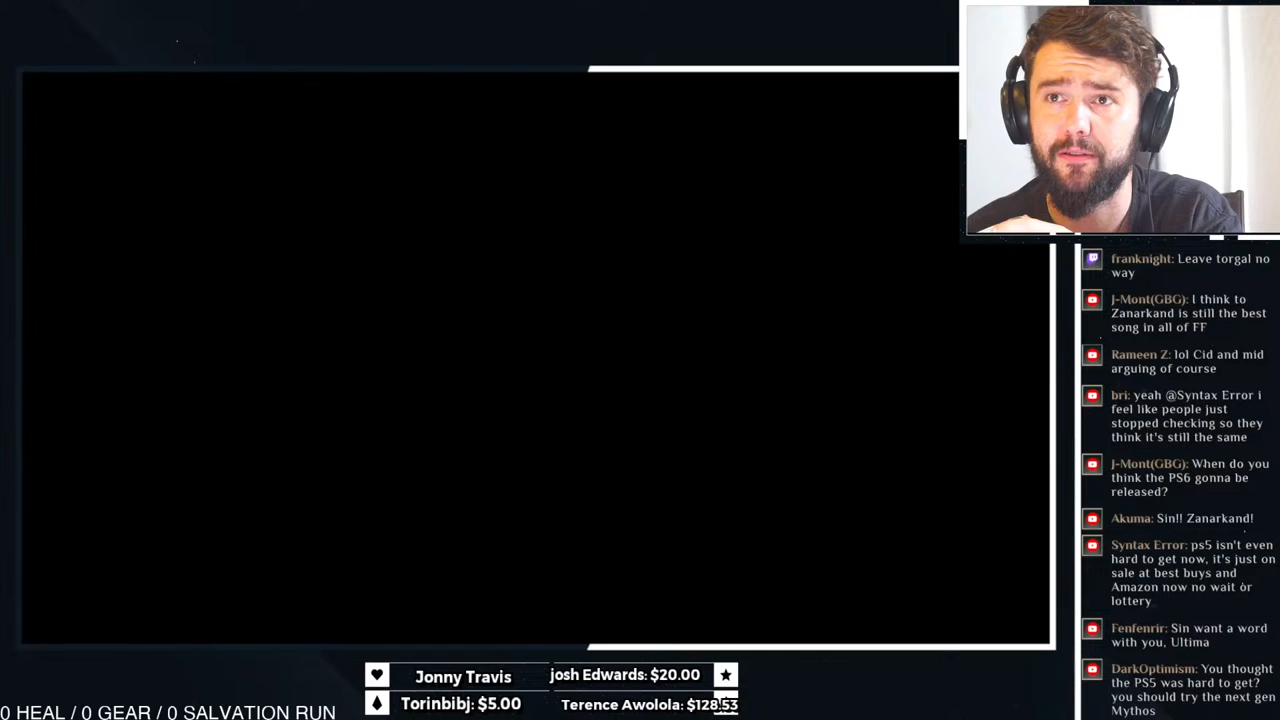 franknight: Leave torgal no
way
J-Mont(GBG): I think to
Zanarkand is still the best
song in all of FF
Rameen Z: lol Cid and mid
arguing of course
bri: yeah @Syntax Error i
feel like people just
stopped checking so they
think it's still the same
J-Mont(GBG): When do you
think the PS6 gonna be
released?
Akuma: Sin!! Zanarkand!
Syntax Error: ps5 isn't even
hard to get now, it's just on
sale at best buys and
Amazon now no wait or
lottery
Fenfenrir: Sin want a word
with you, Ultima
DarkOptimism: You thought
the PS5 was hard to get?
you should try the next gen
Mythos
Jonny Travis
josh Edwards: $20.00
Torinbibj: $5.00
Terence Awolola: $128.53
0 HEAL / 0 GEAR / 0 SALVATION RUN